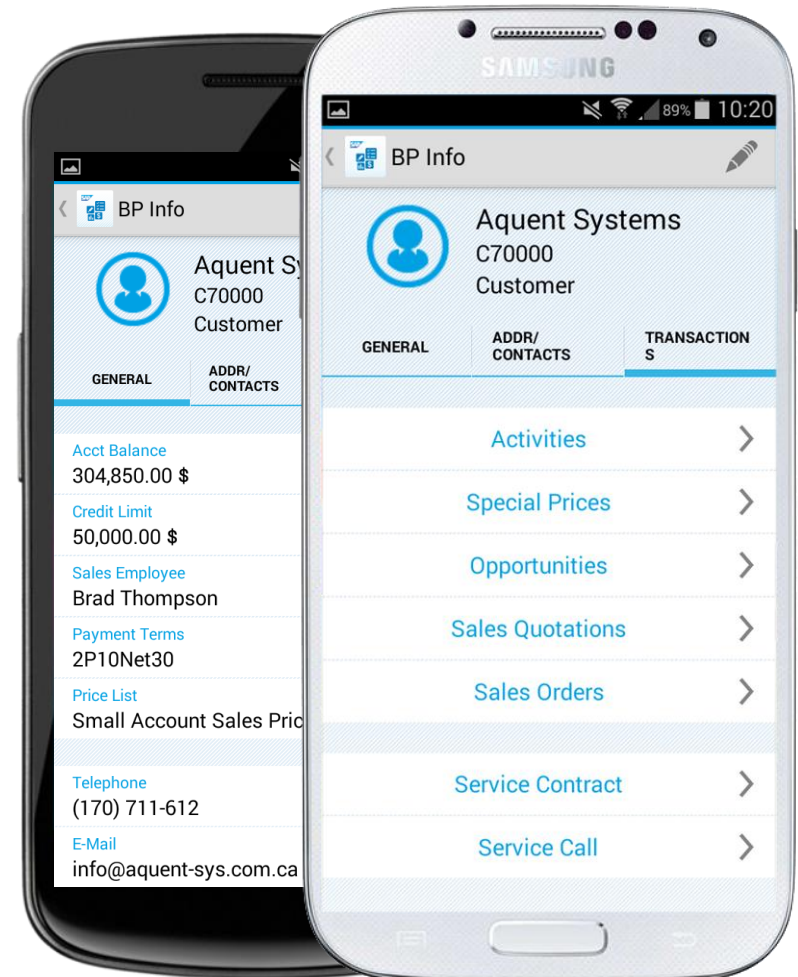 BP Info
Aquent Sy
C70000
Customer
GENERAL
ADDR/
CONTACTS
Acct Balance
304,850.00 $
Credit Limit
50,000.00 $
Sales Employee
Brad Thompson
Payment Terms
2P10Net30
Price List
Small Account Sales Pric
Telephone
(170) 711-612
E-Mail
info@aquent-sys.com.ca
SAMSUNG
89% 10:20
SAP
BP Info
Aquent Systems
C70000
Customer
GENERAL
ADDR/
CONTACTS
TRANSACTION
S
Activities
Special Prices
Opportunities
Sales Quotations
Sales Orders
Service Contract
Service Call